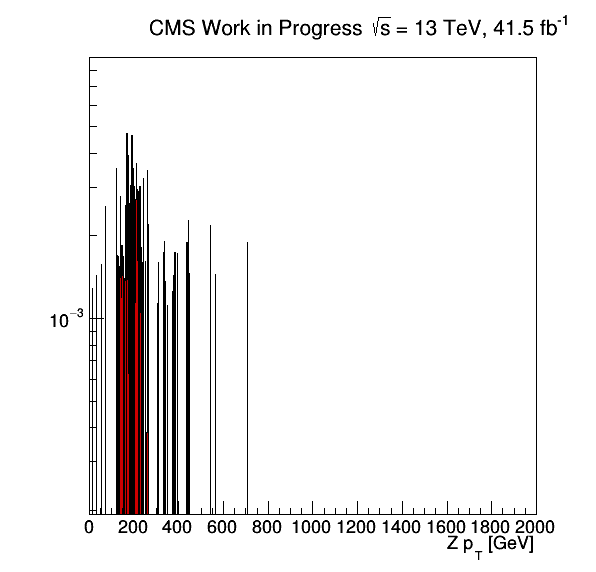 CMS Work in Progress √s = 13 TeV, 41.5 fb⁻¹
10⁻³
0 200 400 600 800 1000 1200 1400 1600 1800 2000
Z p_T [GeV]